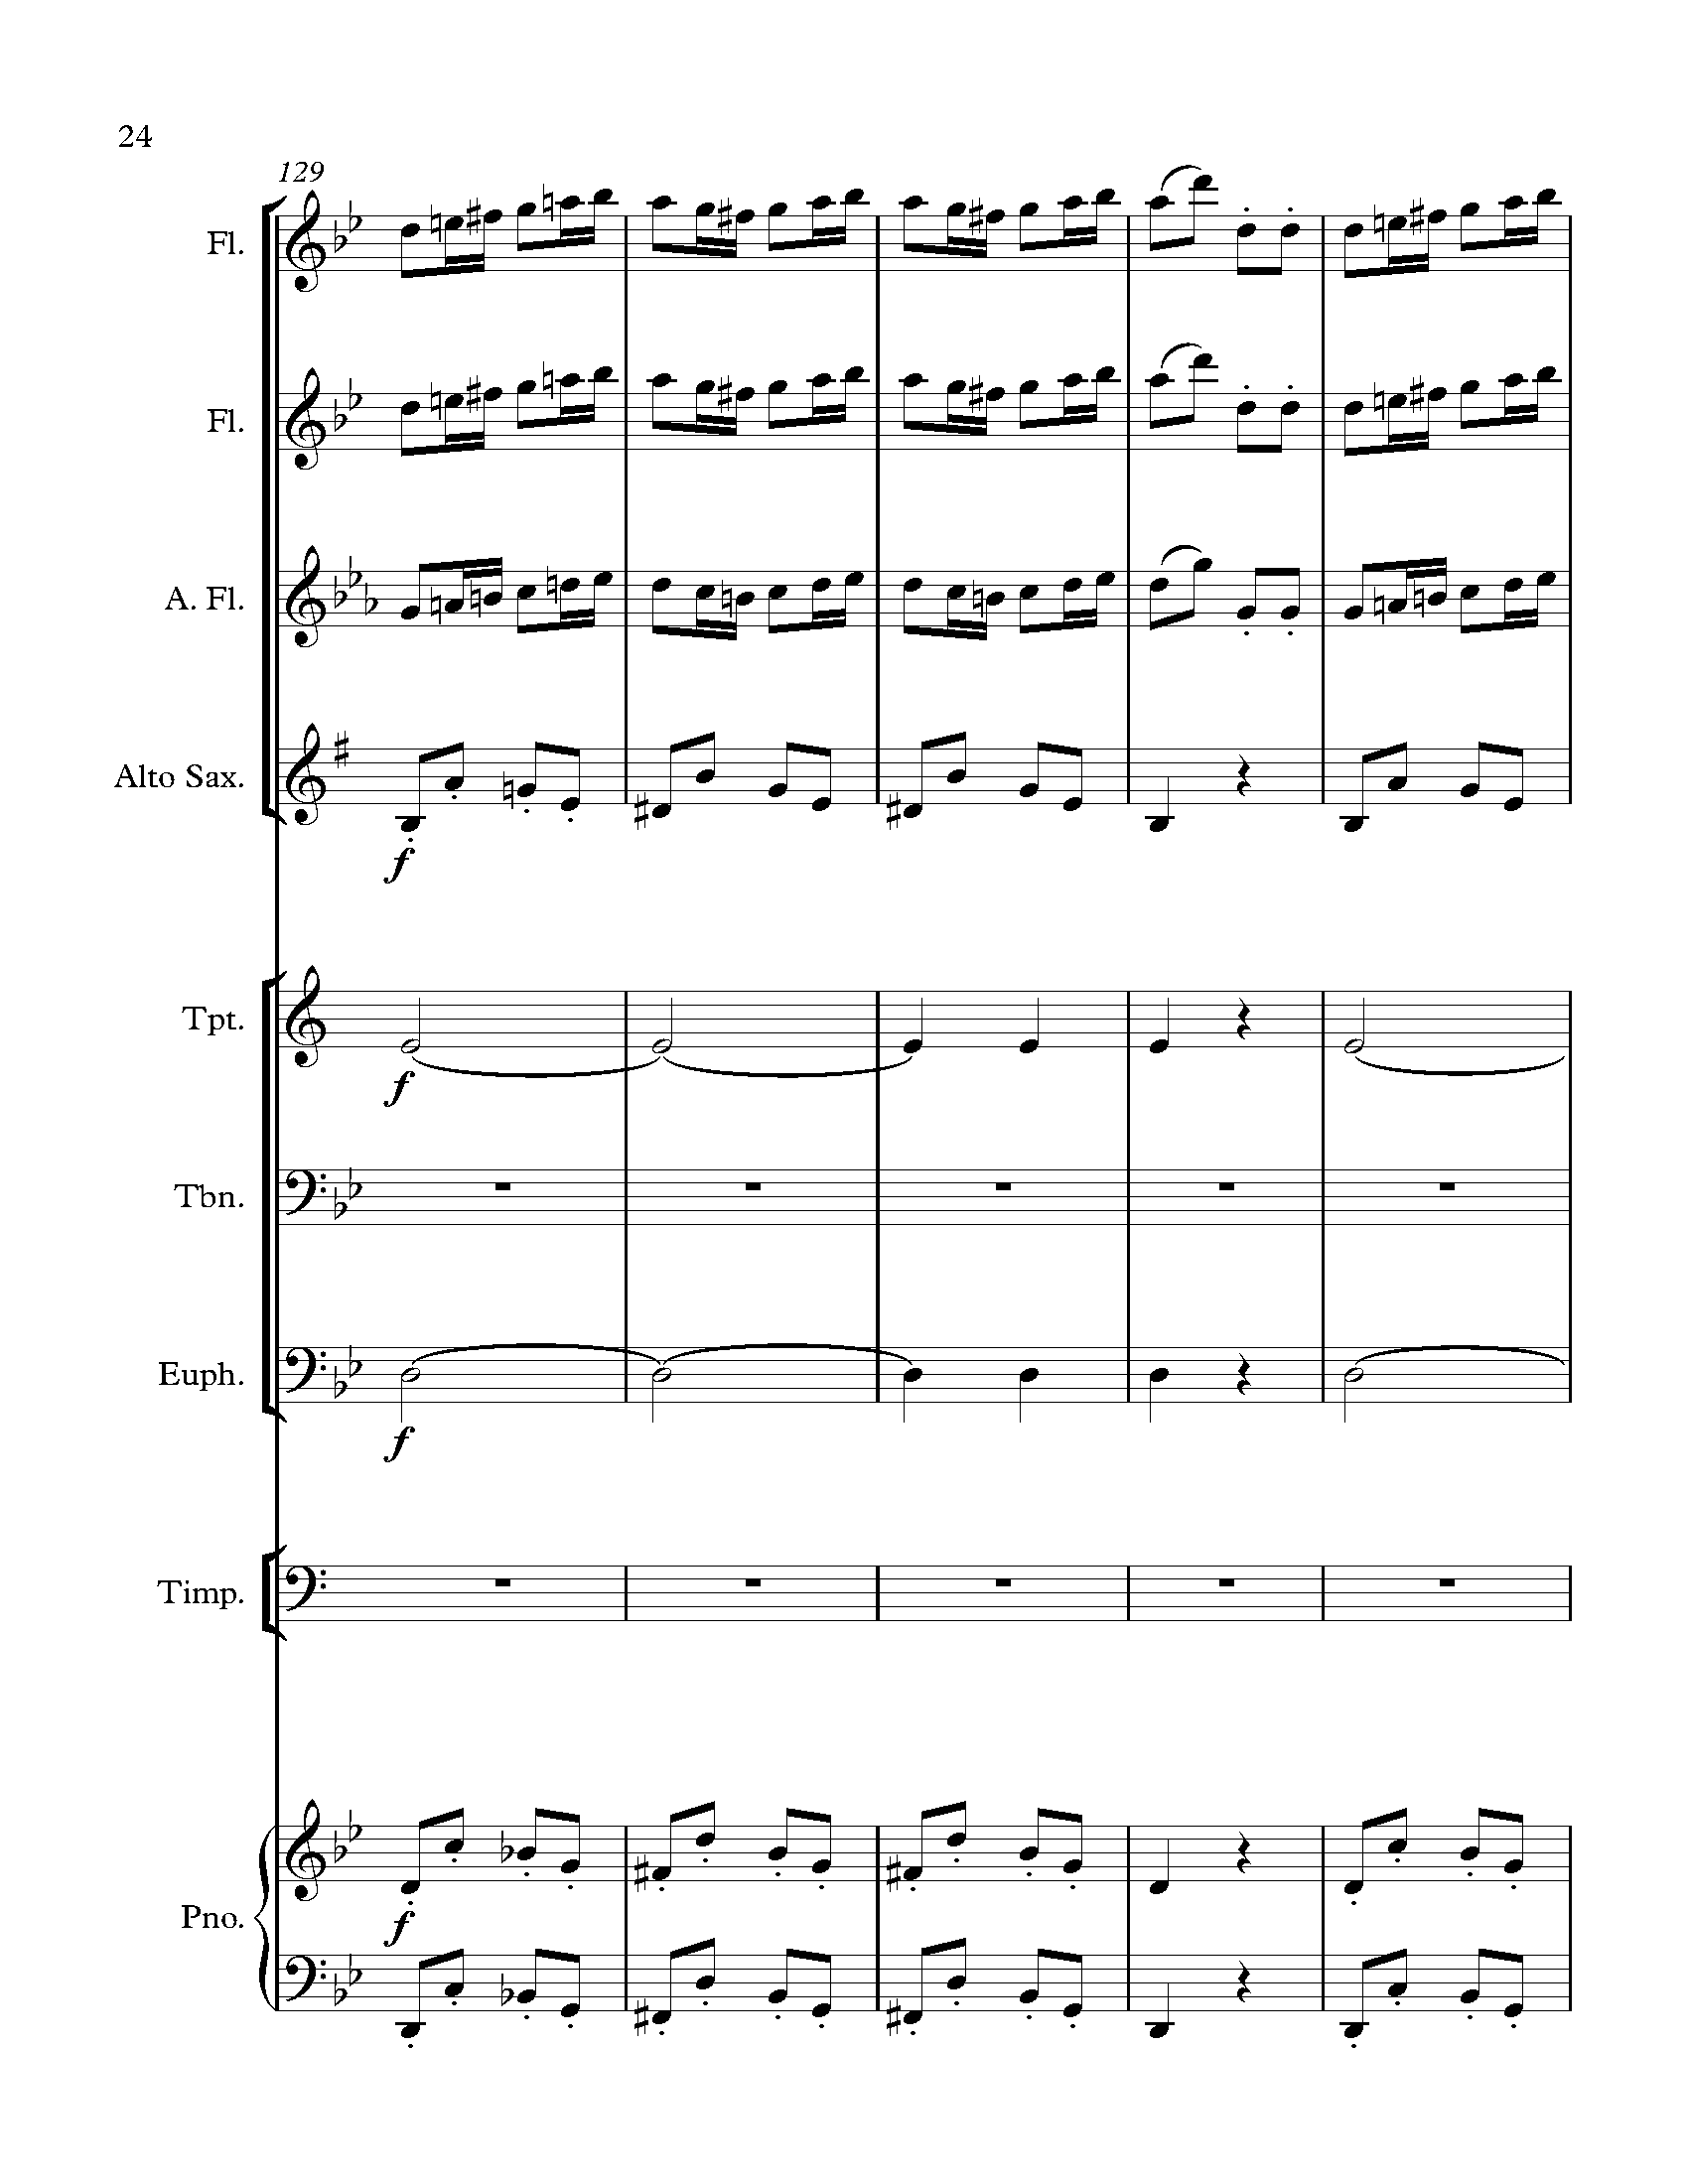 24
129
Fl.
Fl.
A. Fl.
Alto Sax.
f
Tpt.
f
Tbn.
Euph.
f
Timp.
Pno.
f